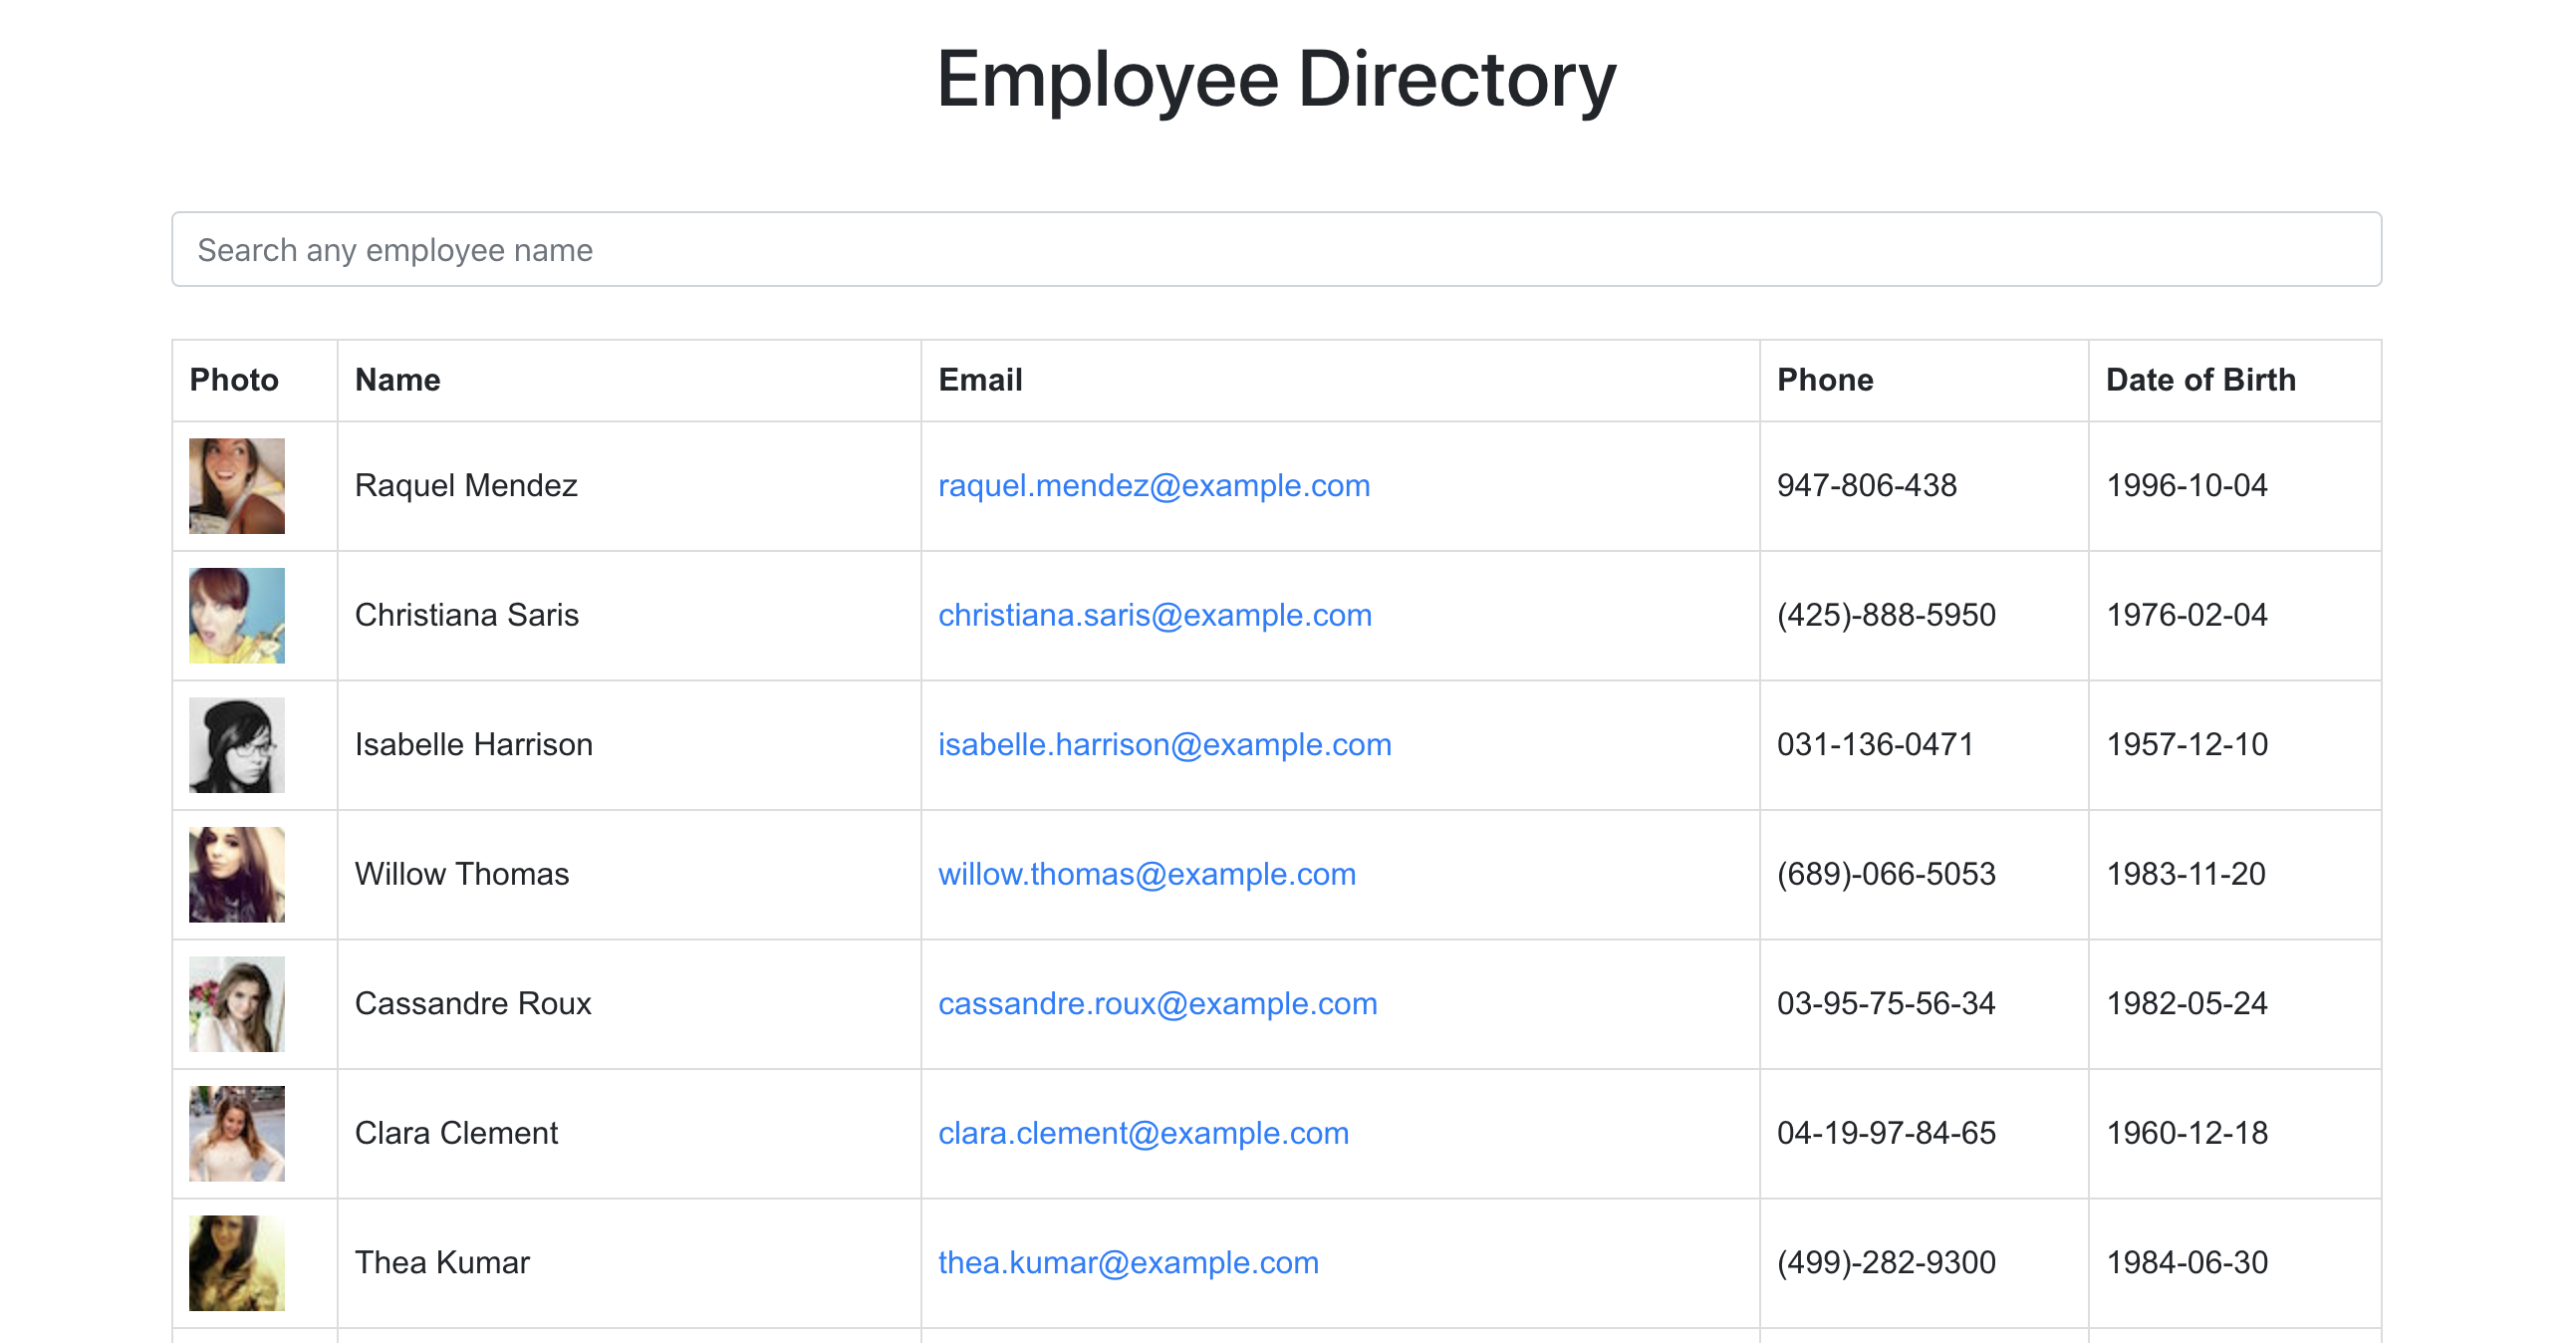 Employee Directory
Search any employee name
Photo Name Email Phone Date of Birth
Raquel Mendez raquel.mendez@example.com 947-806-438 1996-10-04
Christiana Saris christiana.saris@example.com (425)-888-5950 1976-02-04
Isabelle Harrison isabelle.harrison@example.com 031-136-0471 1957-12-10
Willow Thomas willow.thomas@example.com (689)-066-5053 1983-11-20
Cassandre Roux cassandre.roux@example.com 03-95-75-56-34 1982-05-24
Clara Clement clara.clement@example.com 04-19-97-84-65 1960-12-18
Thea Kumar thea.kumar@example.com (499)-282-9300 1984-06-30